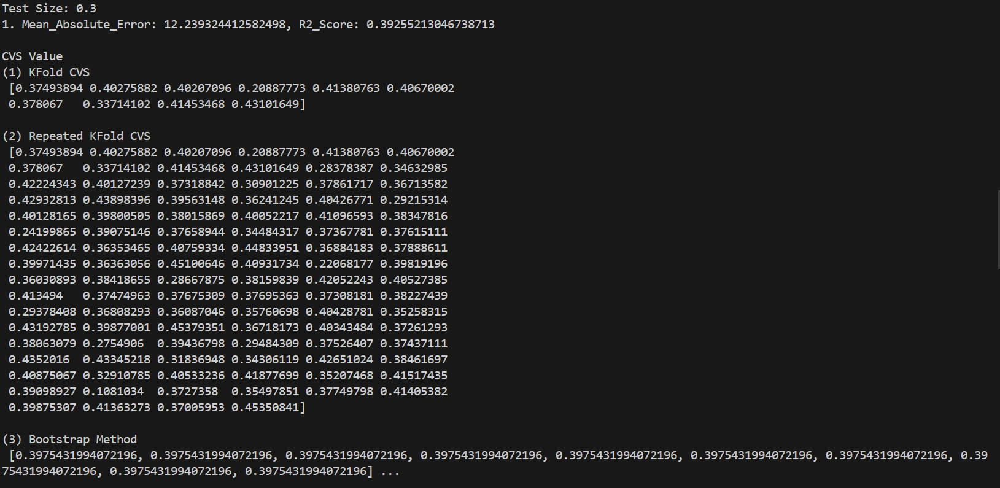 Test Size: 0.3
1. Mean_Absolute_Error: 12.239324412582498, R2_Score: 0.39255213046738713
CVS Value
(1) KFold CVS
[0.37493894 0.40275882 0.40207096 0.20887773 0.41380763 0.40670002
0.378067   0.33714102 0.41453468 0.43101649]
(2) Repeated KFold CVS
[0.37493894 0.40275882 0.40207096 0.20887773 0.41380763 0.40670002
0.378067   0.33714102 0.41453468 0.43101649 0.28378387 0.34632985
0.42224343 0.40127239 0.37318842 0.30901225 0.37861717 0.36713582
0.42932813 0.43898396 0.39563148 0.36241245 0.40426771 0.29215314
0.40128165 0.39800505 0.38015869 0.40052217 0.41096593 0.38347816
0.24199865 0.39075146 0.37658944 0.34484317 0.37367781 0.37615111
0.42422614 0.36353465 0.40759334 0.44833951 0.36884183 0.37888611
0.39971435 0.36363056 0.45100646 0.40931734 0.22068177 0.39819196
0.36030893 0.38418655 0.28667875 0.38159839 0.42052243 0.40527385
0.413494   0.37474963 0.37675309 0.37695363 0.37308181 0.38227439
0.29378408 0.36808293 0.36087046 0.35760698 0.40428781 0.35258315
0.43192785 0.39877001 0.45379351 0.36718173 0.40343484 0.37261293
0.38063079 0.2754906  0.39436798 0.29484309 0.37526407 0.37437111
0.4352016  0.43345218 0.31836948 0.34306119 0.42651024 0.38461697
0.40875067 0.32910785 0.40533236 0.41877699 0.35207468 0.41517435
0.39098927 0.1081034  0.3727358  0.35497851 0.37749798 0.41405382
0.39875307 0.41363273 0.37005953 0.45350841]
(3) Bootstrap Method
[0.3975431994072196, 0.3975431994072196, 0.3975431994072196, 0.3975431994072196, 0.3975431994072196, 0.3975431994072196, 0.3975431994072196, 0.39
75431994072196, 0.3975431994072196, 0.3975431994072196] ...